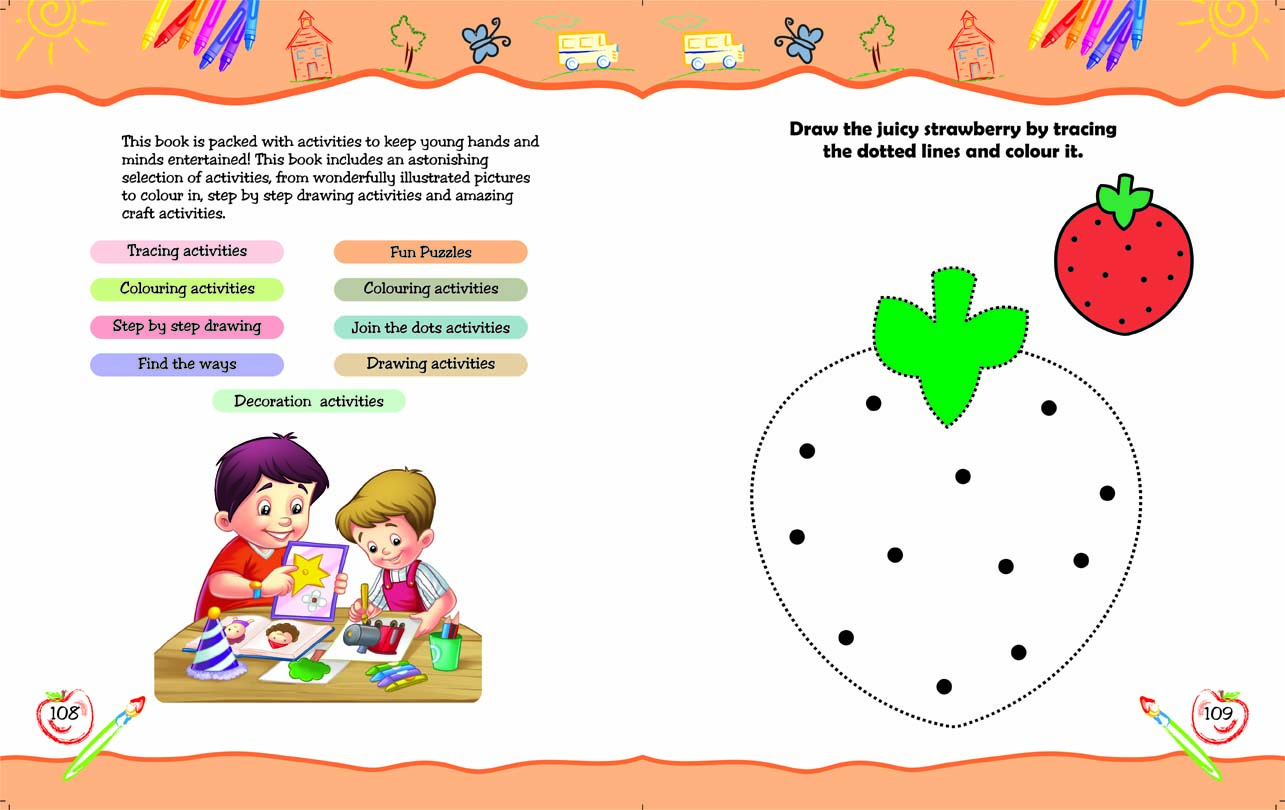 This book is packed with activities to keep young hands and
minds entertained! This book includes an astonishing
selection of activities, from wonderfully illustrated pictures
to colour in, step by step drawing activities and amazing
craft activities.
Tracing activities
Fun Puzzles
Colouring activities
Colouring activities
Step by step drawing
Join the dots activities
Find the ways
Drawing activities
Decoration activities
108
Draw the juicy strawberry by tracing
the dotted lines and colour it.
109